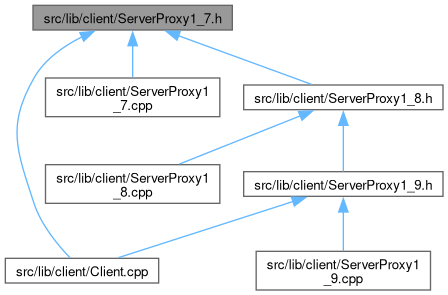 src/lib/client/ServerProxy1_7.h
src/lib/client/ServerProxy1
_7.cpp
src/lib/client/ServerProxy1_8.h
src/lib/client/ServerProxy1
_8.cpp
src/lib/client/ServerProxy1_9.h
src/lib/client/Client.cpp
src/lib/client/ServerProxy1
_9.cpp